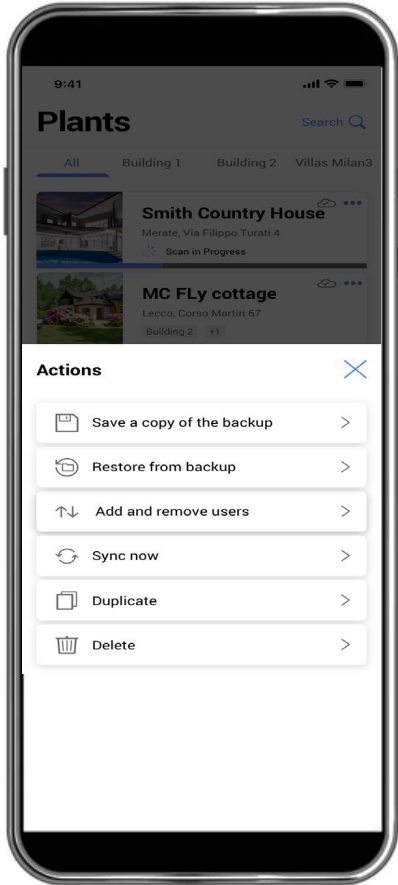 9:41
Plants
Search
All Building 1 Building 2 Villas Milan3
Smith Country House
Merate, Via Filippo Turati 4
Scan in Progress
MC FLy cottage
Lecco, Corso Martiri 67
Building 2 +1
Actions
Save a copy of the backup
Restore from backup
Add and remove users
Sync now
Duplicate
Delete